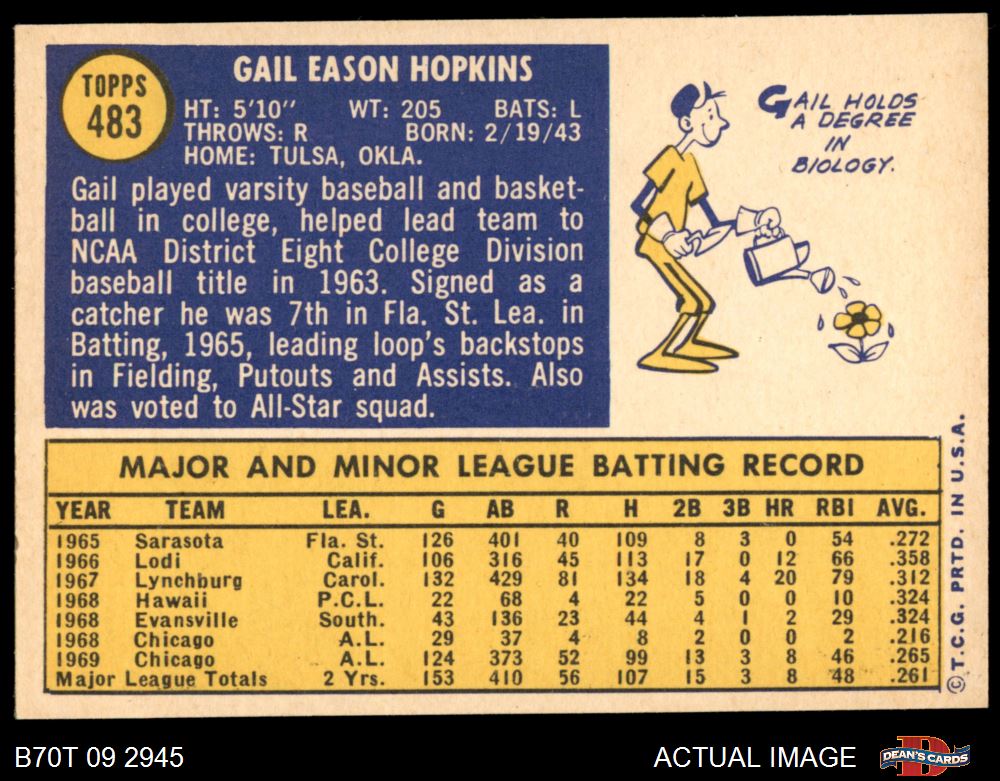 TOPPS
483
GAIL EASON HOPKINS
HT: 5'10" WT: 205 BATS: L
THROWS: R BORN: 2/19/43
HOME: TULSA, OKLA.
Gail played varsity baseball and basket-
ball in college, helped lead team to
NCAA District Eight College Division
baseball title in 1963. Signed as a
catcher he was 7th in Fla. St. Lea. in
Batting, 1965, leading loop's backstops
in Fielding, Putouts and Assists. Also
was voted to All-Star squad.
GAIL HOLDS
A DEGREE
IN
BIOLOGY.
MAJOR AND MINOR LEAGUE BATTING RECORD
YEAR TEAM LEA. G AB R H 2B 3B HR RBI AVG.
1965 Sarasota Fla. St. 126 401 40 109 8 3 0 54 .272
1966 Lodi Calif. 106 316 45 113 17 0 12 66 .358
1967 Lynchburg Carol. 132 429 81 134 18 4 20 79 .312
1968 Hawaii P.C.L. 22 68 4 22 5 0 0 10 .324
1968 Evansville South. 43 136 23 44 4 1 2 29 .324
1968 Chicago A.L. 29 37 4 8 2 0 0 2 .216
1969 Chicago A.L. 124 373 52 99 13 3 8 46 .265
Major League Totals 2 Yrs. 153 410 56 107 15 3 8 48 .261
© T.C.G. PRTD. IN U.S.A.
B70T 09 2945
ACTUAL IMAGE
DEAN'S CARDS